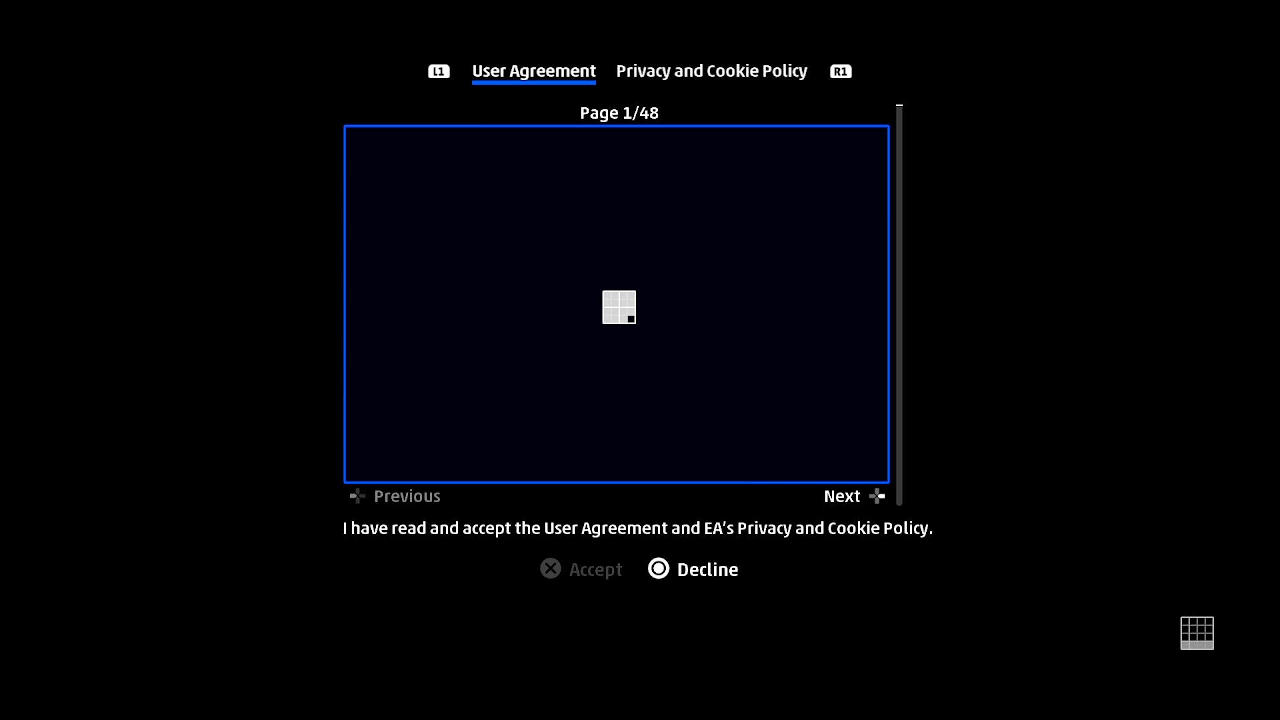 L1 User Agreement Privacy and Cookie Policy R1
Page 1/48
Previous Next
I have read and accept the User Agreement and EA's Privacy and Cookie Policy.
Accept Decline